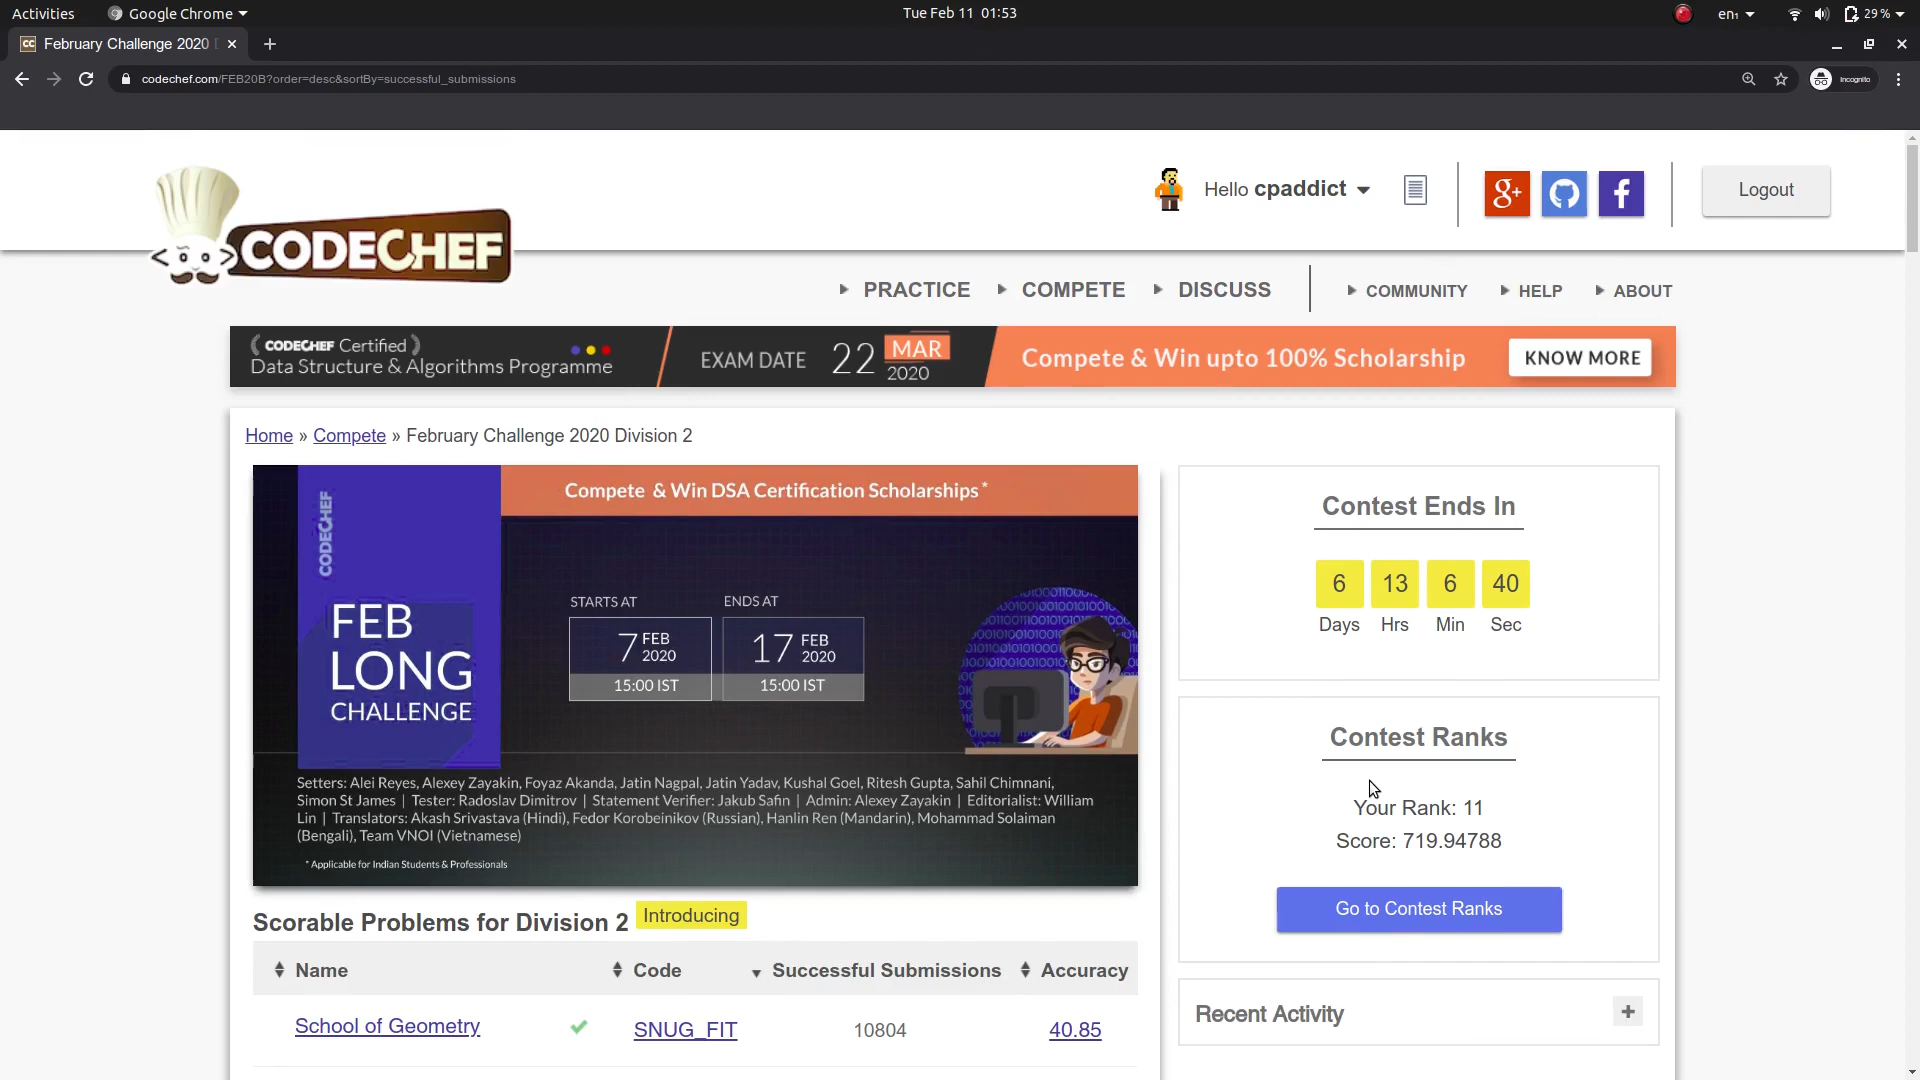 Activities
Google Chrome
Tue Feb 11 01:53
en₁
29 %
February Challenge 2020
codechef.com/FEB20B?order=desc&sortBy=successful_submissions
Incognito
CODECHEF
Hello cpaddict
Logout
PRACTICE
COMPETE
DISCUSS
COMMUNITY
HELP
ABOUT
CODECHEF Certified
Data Structure & Algorithms Programme
EXAM DATE
22
MAR
2020
Compete & Win upto 100% Scholarship
KNOW MORE
Home » Compete » February Challenge 2020 Division 2
CODECHEF
FEB
LONG
CHALLENGE
Compete & Win DSA Certification Scholarships *
STARTS AT
7 FEB 2020
15:00 IST
ENDS AT
17 FEB 2020
15:00 IST
Setters: Alei Reyes, Alexey Zayakin, Foyaz Akanda, Jatin Nagpal, Jatin Yadav, Kushal Goel, Ritesh Gupta, Sahil Chimnani,
Simon St James | Tester: Radoslav Dimitrov | Statement Verifier: Jakub Safin | Admin: Alexey Zayakin | Editorialist: William
Lin | Translators: Akash Srivastava (Hindi), Fedor Korobeinikov (Russian), Hanlin Ren (Mandarin), Mohammad Solaiman
(Bengali), Team VNOI (Vietnamese)
* Applicable for Indian Students & Professionals
Contest Ends In
6 13 6 40
Days Hrs Min Sec
Contest Ranks
Your Rank: 11
Score: 719.94788
Go to Contest Ranks
Recent Activity
Scorable Problems for Division 2 Introducing
Name Code Successful Submissions Accuracy
School of Geometry SNUG_FIT 10804 40.85